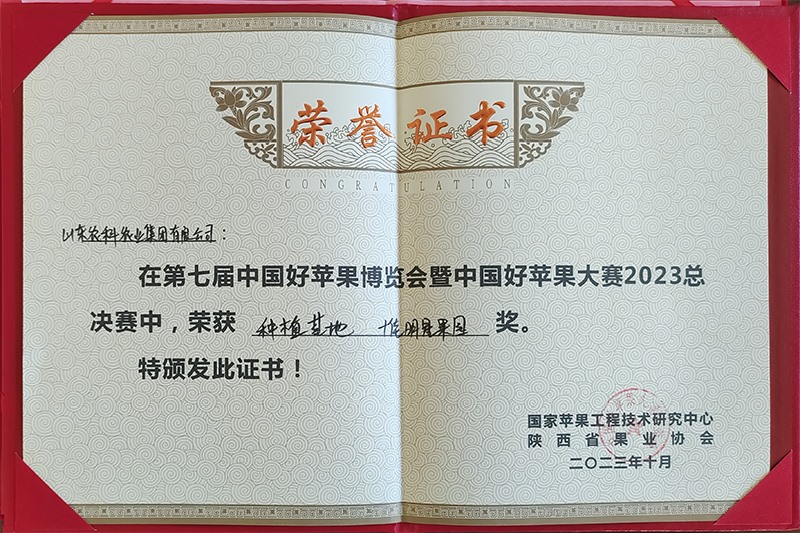 荣誉证书
CONGRATULATION
山东农科农业集团有限公司：
在第七届中国好苹果博览会暨中国好苹果大赛2023总
决赛中，荣获 种植基地 十佳明星果园 奖。
特颁发此证书！
国家苹果工程技术研究中心
陕西省果业协会
二〇二三年十月